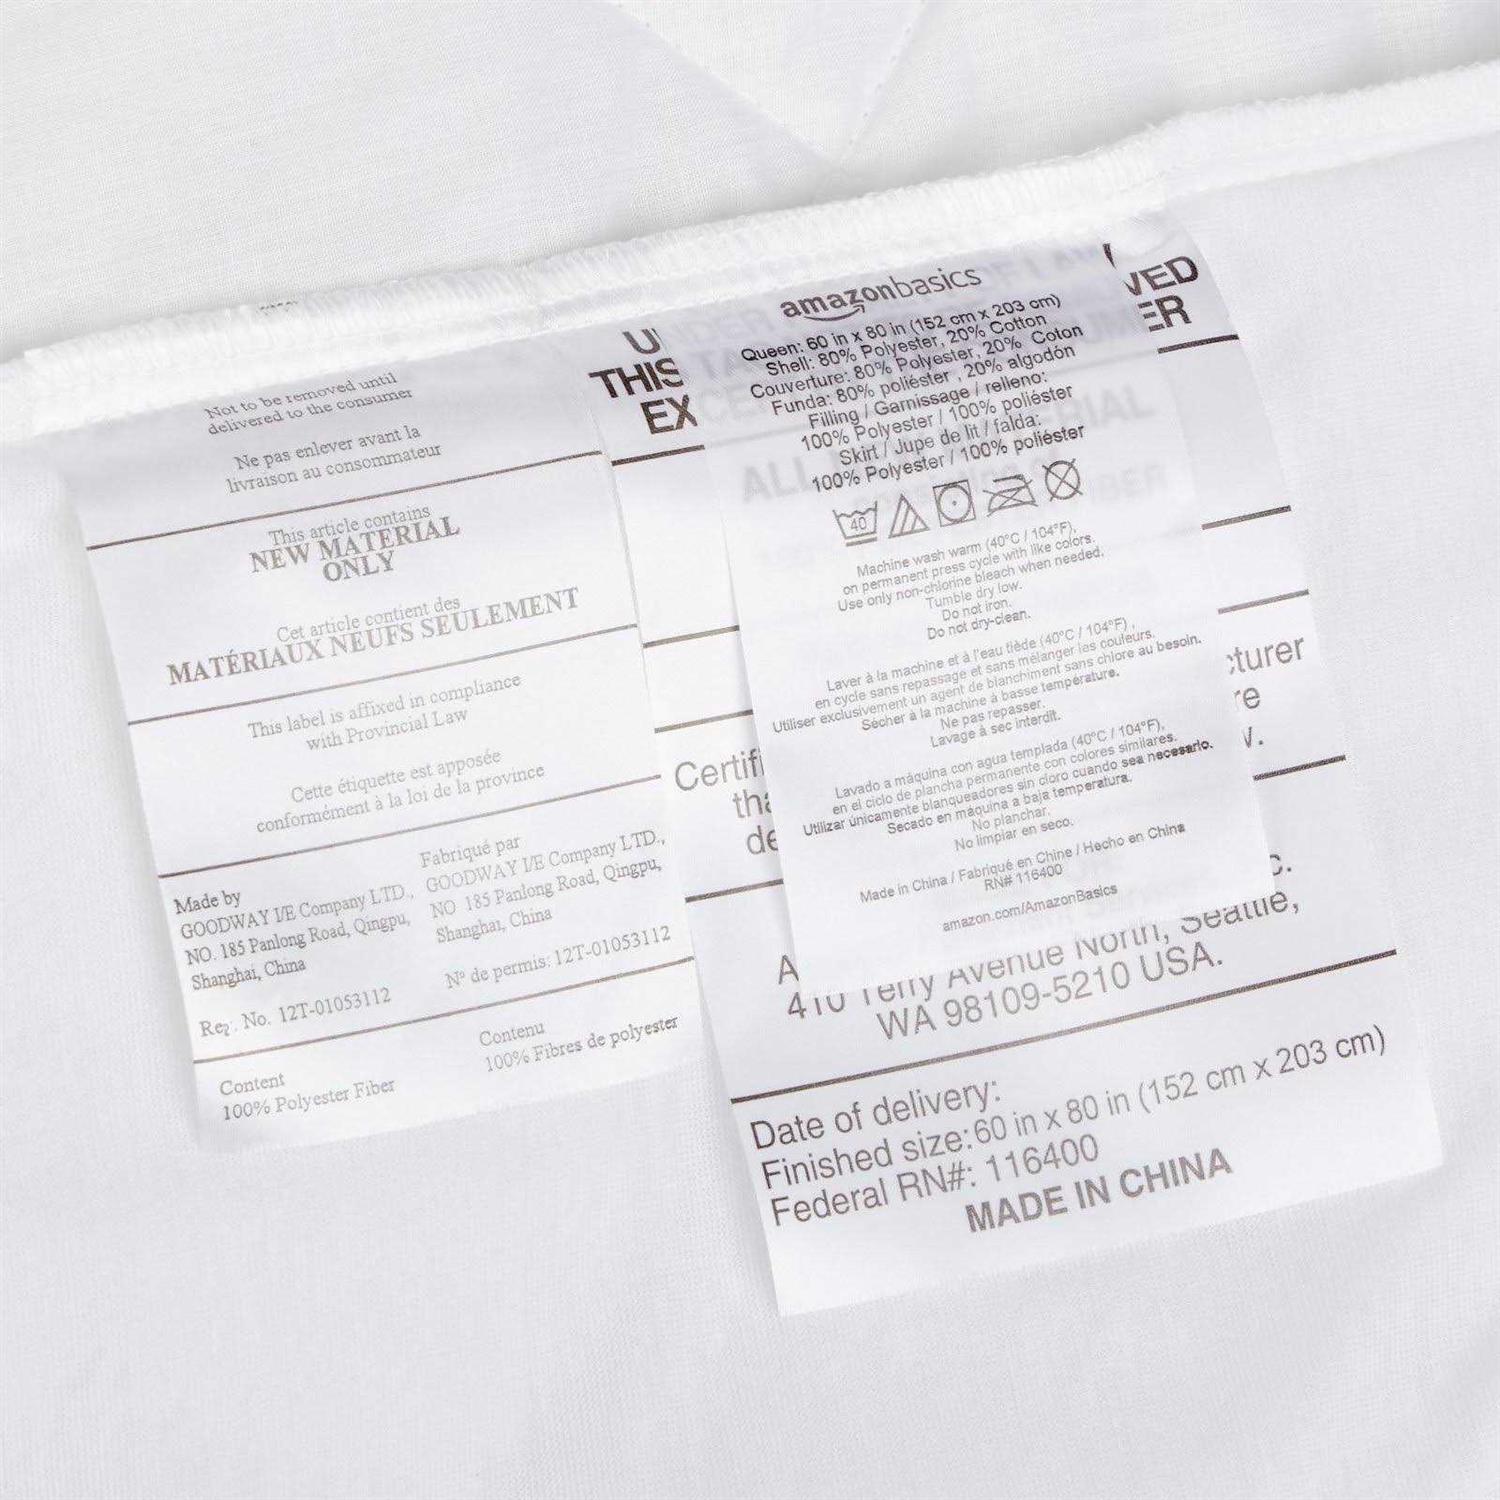 Not to be removed until
delivered to the consumer
Ne pas enlever avant la
livraison au consommateur
This article contains
NEW MATERIAL
ONLY
Cet article contient des
MATÉRIAUX NEUFS SEULEMENT
This label is affixed in compliance
with Provincial Law
Cette étiquette est apposée
conformément à la loi de la province
Made by
GOODWAY I/E Company LTD.,
NO. 185 Panlong Road, Qingpu,
Shanghai, China
Reg. No. 12T-01053112
Fabriqué par
GOODWAY I/E Company LTD.,
NO 185 Panlong Road, Qingpu,
Shanghai, China
Nº de permis: 12T-01053112
Content
100% Polyester Fiber
Contenu
100% Fibres de polyester
amazonbasics
Queen: 60 in x 80 in (152 cm x 203 cm)
Shell: 80% Polyester, 20% Cotton
Couverture: 80% Polyester, 20% Coton
Funda: 80% poliéster , 20% algodón
Filling / Garnissage / relleno:
100% Polyester / 100% poliéster
Skirt / Jupe de lit / falda:
100% Polyester / 100% poliéster
40
Machine wash warm (40°C / 104°F),
on permanent press cycle with like colors.
Use only non-chlorine bleach when needed.
Tumble dry low.
Do not iron.
Do not dry-clean.
Laver à la machine et à l'eau tiède (40°C / 104°F) ,
en cycle sans repassage et sans mélanger les couleurs.
Utiliser exclusivement un agent de blanchiment sans chlore au besoin.
Sécher à la machine à basse température.
Ne pas repasser.
Lavage à sec interdit.
Lavado a máquina con agua templada (40°C / 104°F),
en el ciclo de plancha permanente con colores similares.
Utilizar únicamente blanqueadores sin cloro cuando sea necesario.
Secado en máquina a baja temperatura.
No planchar.
No limpiar en seco.
Made in China / Fabriqué en Chine / Hecho en China
RN# 116400
amazon.com/AmazonBasics
THIS
410 Terry Avenue North, Seattle,
WA 98109-5210 USA.
Date of delivery:
Finished size: 60 in x 80 in (152 cm x 203 cm)
Federal RN#: 116400
MADE IN CHINA